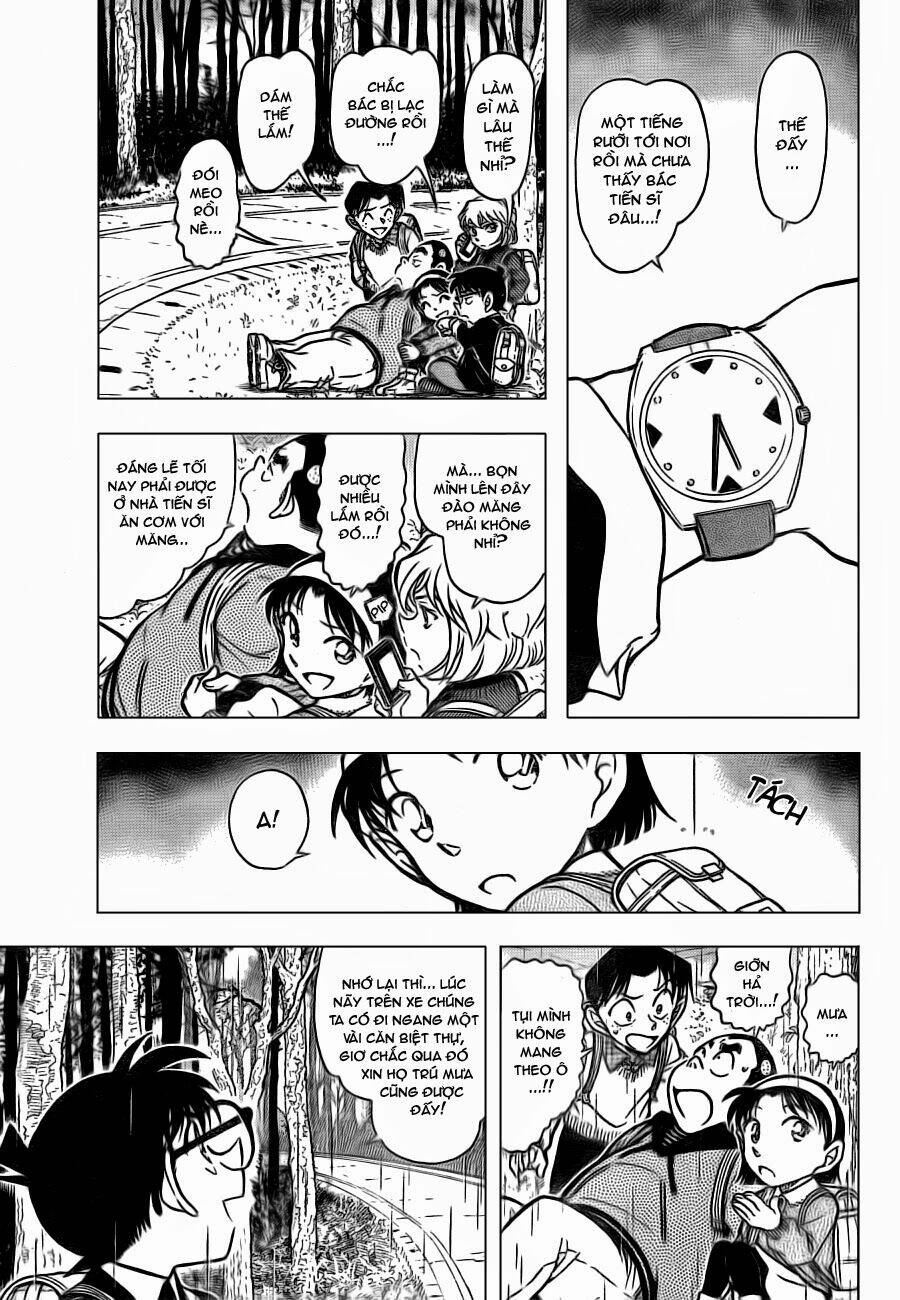 THẾ
ĐẤY
...
MỘT TIẾNG
RƯỠI TỚI NƠI
RỒI MÀ CHƯA
THẤY BÁC
TIẾN SĨ
ĐÂU...!
LÀM
GÌ MÀ
LÂU
THẾ
NHỈ?
CHẮC
BÁC BỊ LẠC
ĐƯỜNG RỒI
...!
DÁM
THẾ
LẮM!
ĐÓI
MEO
RỒI
NÈ...
MÀ... BỌN
MÌNH LÊN ĐÂY
ĐÀO MĂNG
PHẢI KHÔNG
NHỈ?
ĐƯỢC
NHIỀU
LẮM RỒI
ĐÓ...!
ĐÁNG LẼ TỐI
NAY PHẢI ĐƯỢC
Ở NHÀ TIẾN SĨ
ĂN CƠM VỚI
MĂNG..
PIP
TÁCH
A!
MƯA
...
GIỠN
HẢ
TRỜI...!
TỤI MÌNH
KHÔNG
MANG
THEO Ô
...!!
NHỚ LẠI THÌ... LÚC
NÃY TRÊN XE CHÚNG
TA CÓ ĐI NGANG MỘT
VÀI CĂN BIỆT THỰ,
GIƠ CHẮC QUA ĐÓ
XIN HỌ TRÚ MƯA
CŨNG ĐƯỢC
ĐẤY!